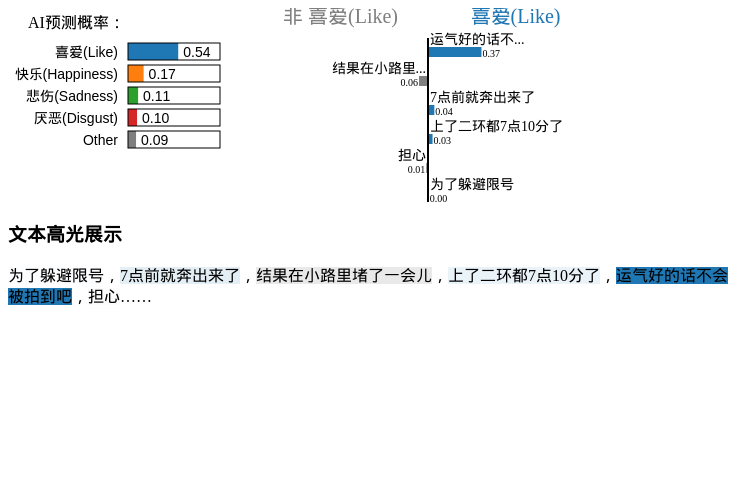 AI预测概率：
喜爱(Like) 0.54
快乐(Happiness) 0.17
悲伤(Sadness) 0.11
厌恶(Disgust) 0.10
Other 0.09
非 喜爱(Like) 喜爱(Like)
运气好的话不...
0.37
结果在小路里...
0.06
7点前就奔出来了
0.04
上了二环都7点10分了
0.03
担心
0.01
为了躲避限号
0.00
文本高光展示
为了躲避限号，7点前就奔出来了，结果在小路里堵了一会儿，上了二环都7点10分了，运气好的话不会
被拍到吧，担心……